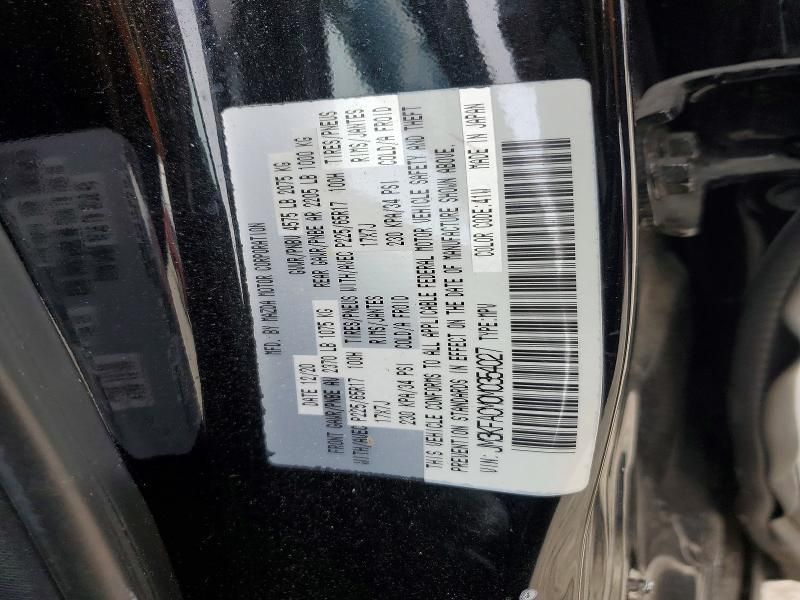 MFD. BY MAZDA MOTOR CORPORATION
DATE 12/20 GVWR/PNBV 4575 LB 2075 KG
FRONT GAWR/PNBE AV 2370 LB 1075 KG REAR GAWR/PNBE AR 2205 LB 1000 KG
WITH/AVEC P225/65R17 100H TIRES/PNEUS WITH/AVEC P225/65R17 100H TIRES/PNEUS
17X7J RIMS/JANTES 17X7J RIMS/JANTES
230 KPA/34 PSI COLD/A FROID 230 KPA/34 PSI COLD/A FROID
THIS VEHICLE CONFORMS TO ALL APPLICABLE FEDERAL MOTOR VEHICLE SAFETY AND THEFT
PREVENTION STANDARDS IN EFFECT ON THE DATE OF MANUFACTURE SHOWN ABOVE.
COLOR CODE:41W MADE IN JAPAN
VIN: TYPE:MPV